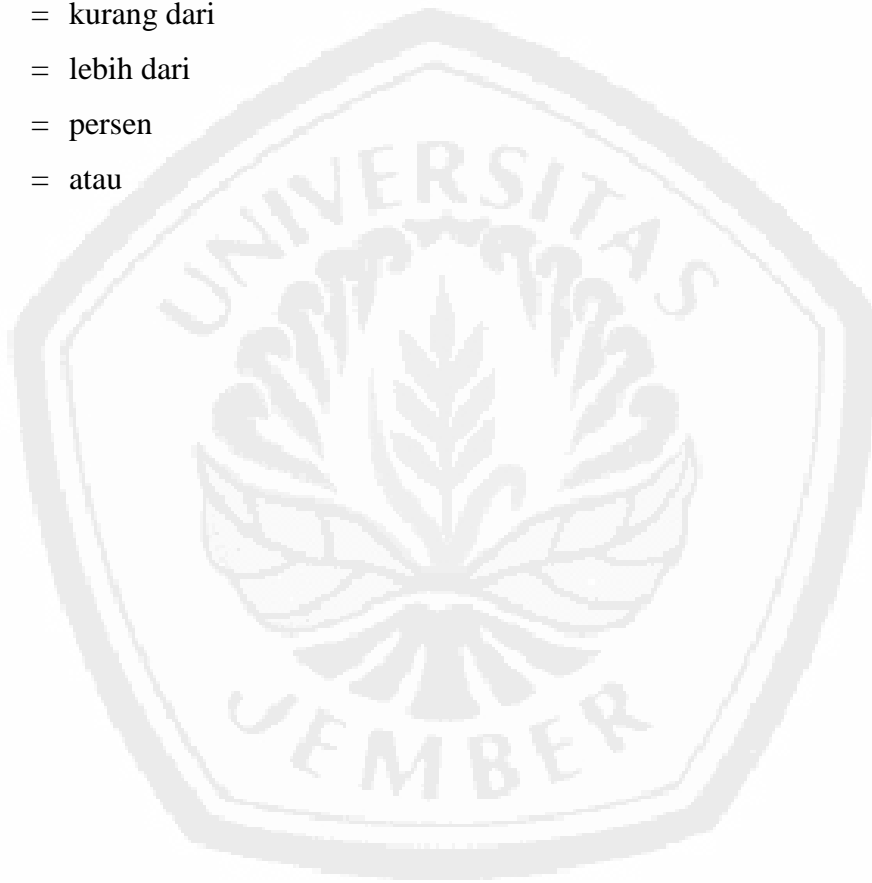 = kurang dari
= lebih dari
= persen
= atau
UNIVERSITAS
JEMBER